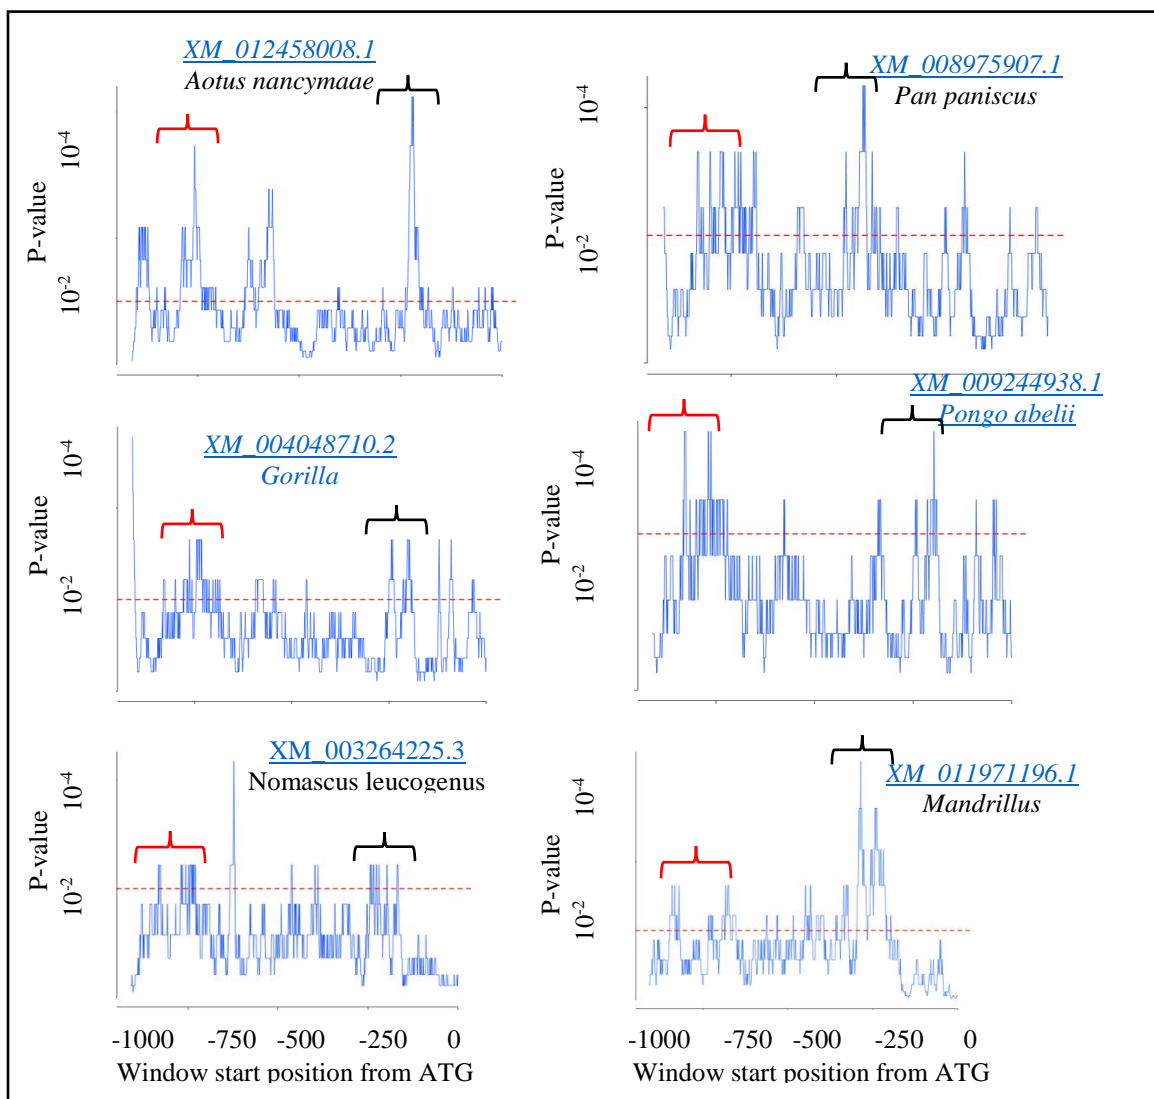 XM_012458008.1
Aotus nancymaae
P-value
10-4
10-2
XM_008975907.1
Pan paniscus
P-value
10-4
10-2
XM_004048710.2
Gorilla
P-value
10-4
10-2
XM_009244938.1
Pongo abelii
P-value
10-4
10-2
XM_003264225.3
Nomascus leucogenus
P-value
10-4
10-2
-1000 -750 -500 -250 0
Window start position from ATG
XM_011971196.1
Mandrillus
P-value
10-4
10-2
-1000 -750 -500 -250 0
Window start position from ATG